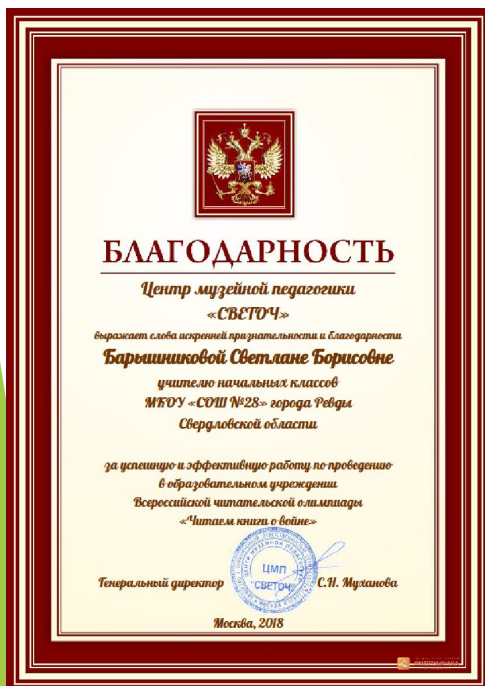 БЛАГОДАРНОСТЬ
Центр музейной педагогики
«СВЕТОЧ»
выражает слова искренней признательности и благодарности
Барышниковой Светлане Борисовне
учителю начальных классов
МКОУ «СОШ №28» города Ревды
Свердловской области
за успешную и эффективную работу по проведению
в образовательном учреждении
Всероссийской читательской олимпиады
«Читаем книги о войне»
ЦМП
"СВЕТОЧ"
Генеральный директор С.Н. Муханова
Москва, 2018